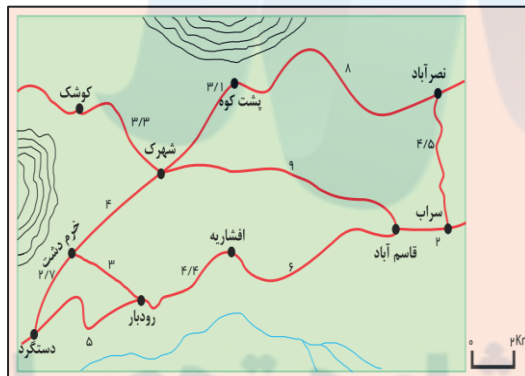 ۸
نصرآباد
۳/۱
پشت کوه
کوشک
۳/۳
شهرک
۴/۵
۹
۴
سراب
۲
قاسم آباد
افشاریه
خرم دشت
۳
۴/۴
۶
۲/۷
رودبار
۵
دستگرد
۰ ۲Km